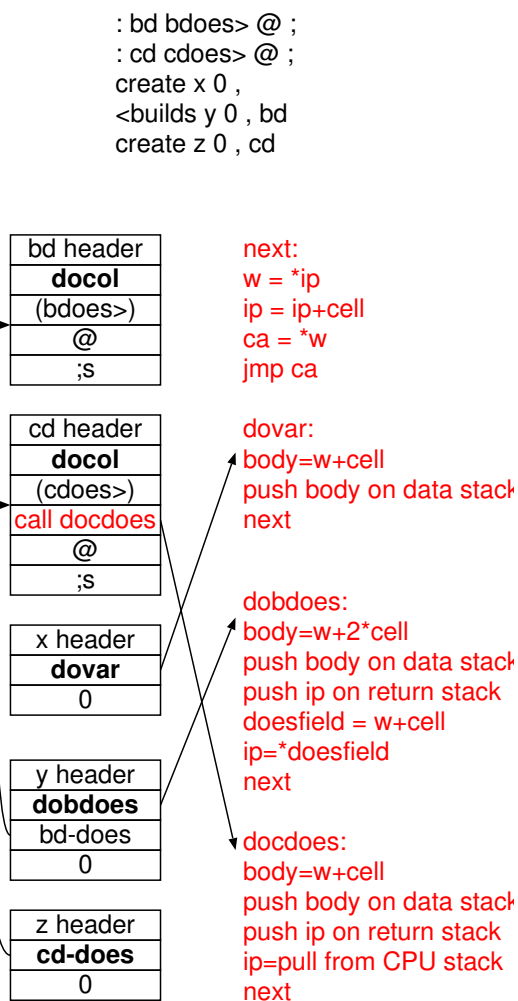 : bd bdoes> @ ;
: cd cdoes> @ ;
create x 0 ,
<builds y 0 , bd
create z 0 , cd
bd header
docol
(bdoes>)
@
;s
next:
w = *ip
ip = ip+cell
ca = *w
jmp ca
cd header
docol
(cdoes>)
call docdoes
@
;s
dovar:
body=w+cell
push body on data stack
next
x header
dovar
0
dobdoes:
body=w+2*cell
push body on data stack
push ip on return stack
doesfield = w+cell
ip=*doesfield
next
y header
dobdoes
bd-does
0
docdoes:
body=w+cell
push body on data stack
push ip on return stack
ip=pull from CPU stack
next
z header
cd-does
0